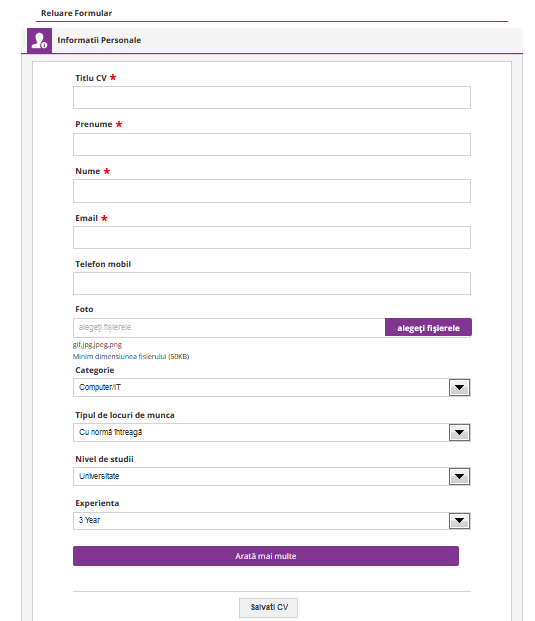 Reluare Formular
Informatii Personale
Titlu CV *
Prenume *
Nume *
Email *
Telefon mobil
Foto
alegeţi fişierele
alegeţi fişierele
gif,jpg,jpeg,png
Minim dimensiunea fisierului (50KB)
Categorie
Computer/IT
Tipul de locuri de munca
Cu normă întreagă
Nivel de studii
Universitate
Experienta
3 Year
Arată mai multe
Salvati CV